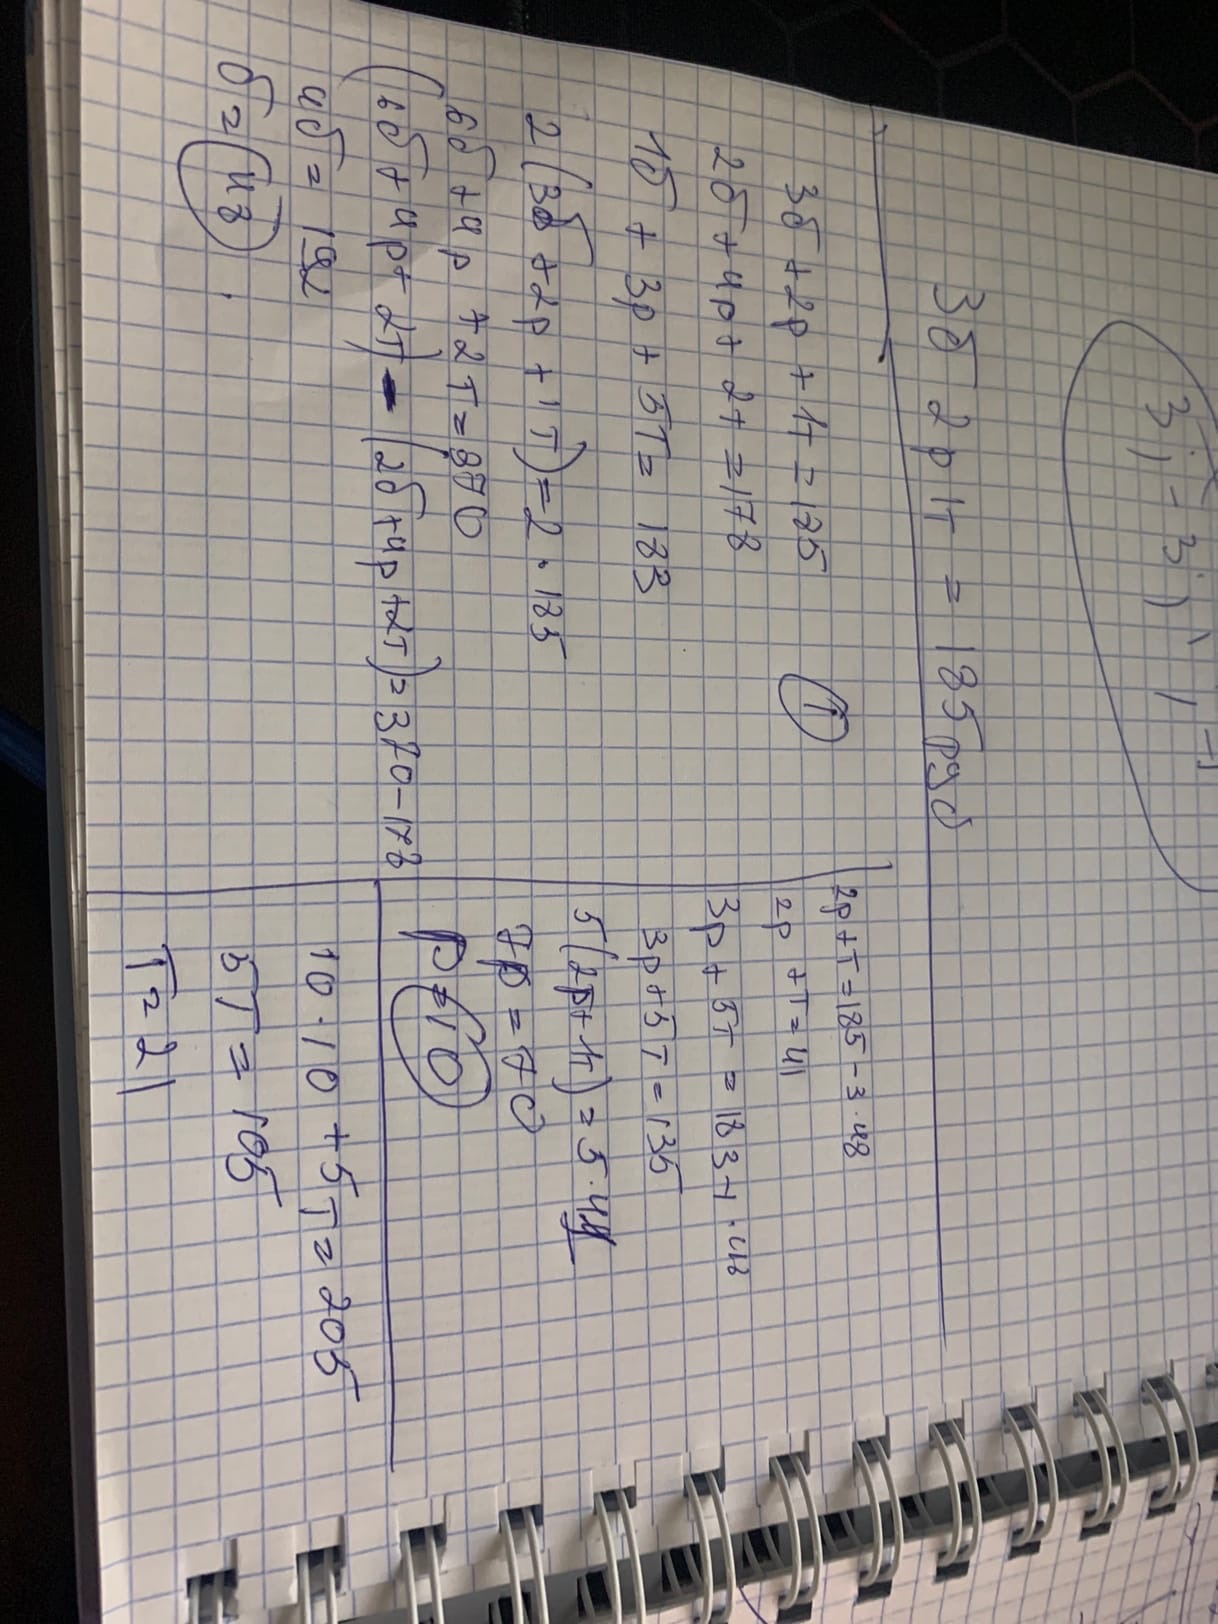 3б 2р 1т = 185 руб
3б + 2р + 1т = 185
2б + 4р + 2т = 178
1б + 3р + 5т = 183
2(3б + 2р + 1т) = 2 · 185
6б + 4р + 2т = 370
(6б + 4р + 2т) - (2б + 4р + 2т) = 370 - 178
4б = 192
б = 48
①
2р + т = 185 - 3 · 48
2р + т = 41
3р + 5т = 183 - 1 · 48
3р + 5т = 135
5(2р + 1т) = 5 · 41
7р = 70
р = 10
10 · 10 + 5т = 205
5т = 105
т = 21